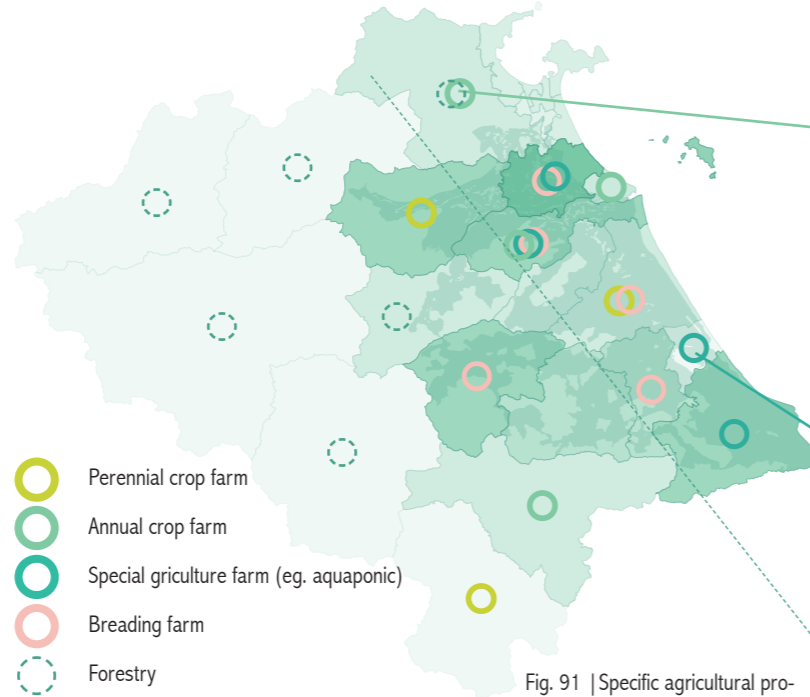 Perennial crop farm
Annual crop farm
Special griculture farm (eg. aquaponic)
Breading farm
Forestry
Fig. 91 | Specific agricultural pro-